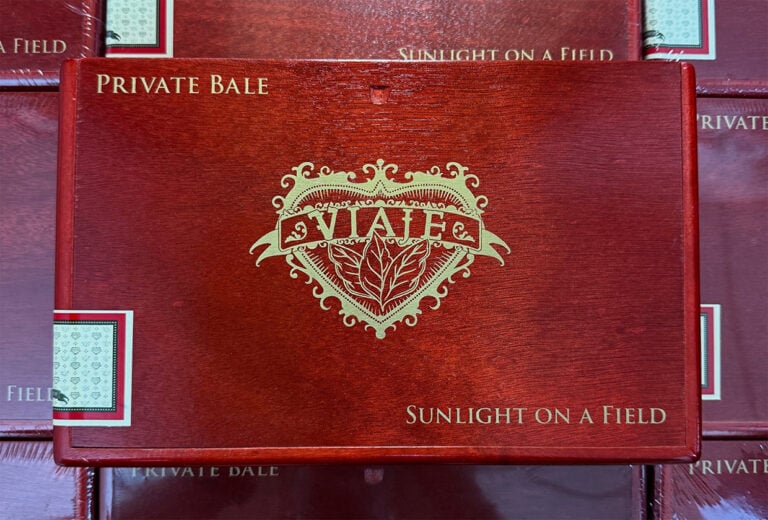 FIELD
SUNLIGHT ON A FIELD
PRIVATE BALE
PRIVATE
VIAJE
FIELD
SUNLIGHT ON A FIELD
PRIVATE BALE
PRIVATE